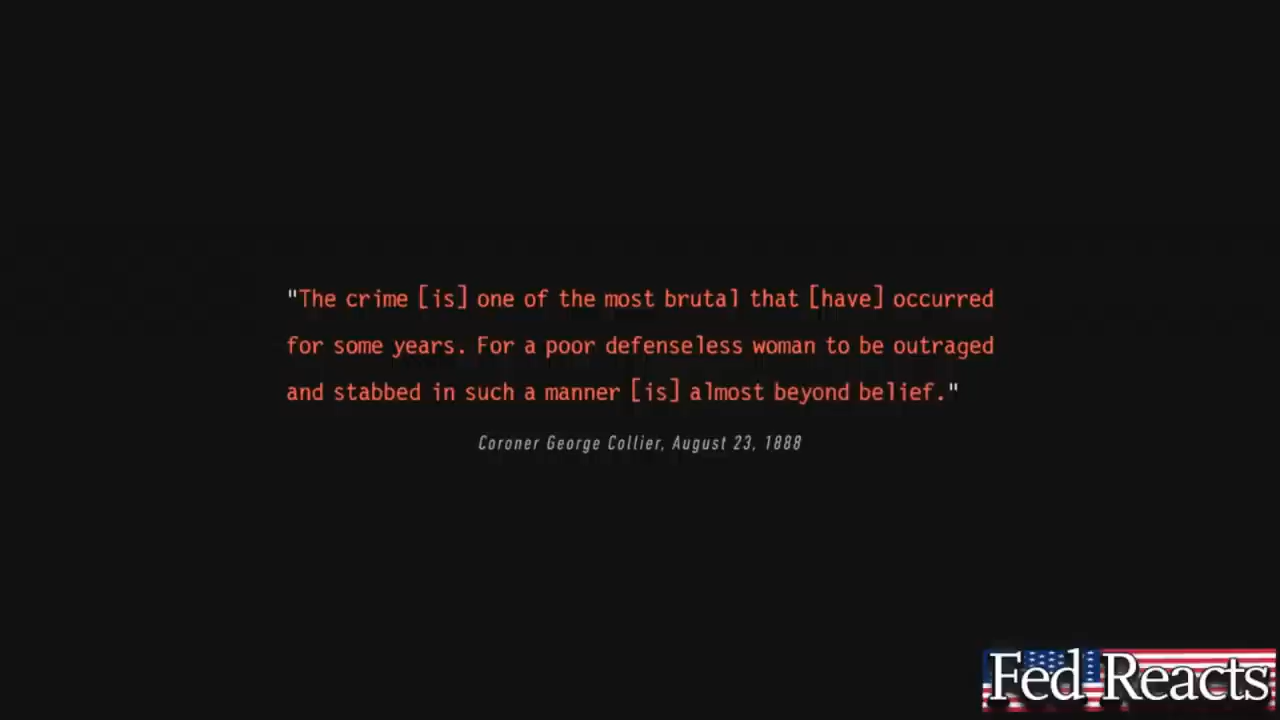 "The crime [is] one of the most brutal that [have] occurred
for some years. For a poor defenseless woman to be outraged
and stabbed in such a manner [is] almost beyond belief."
Coroner George Collier, August 23, 1888
Fed Reacts